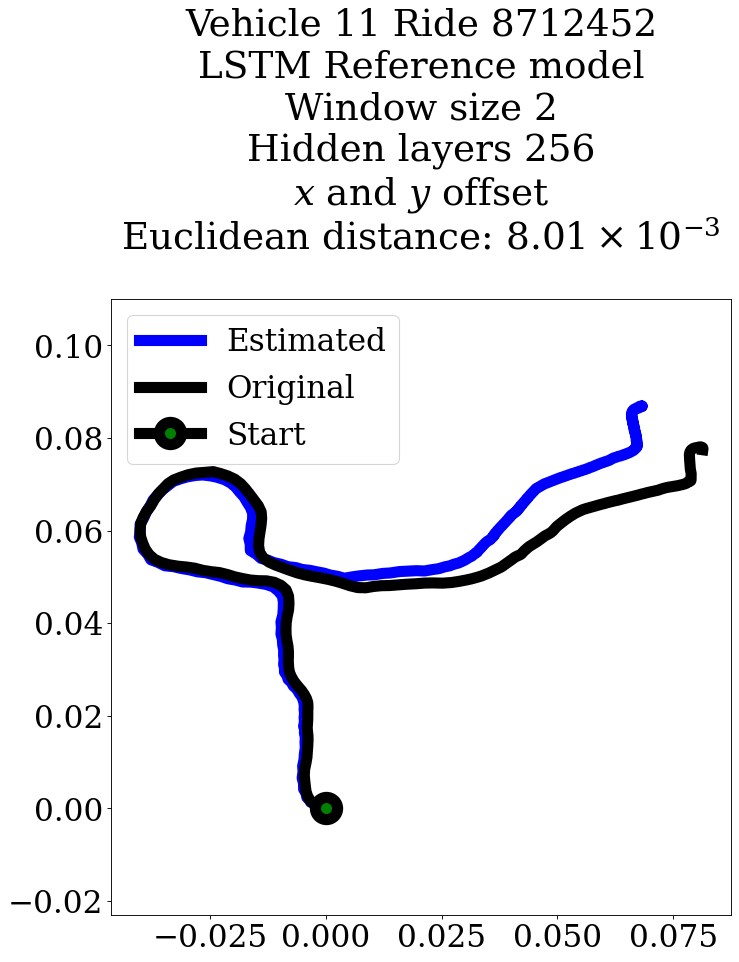 Vehicle 11 Ride 8712452
LSTM Reference model
Window size 2
Hidden layers 256
x and y offset
Euclidean distance: 8.01 × 10⁻³
Estimated
Original
Start
0.10
0.08
0.06
0.04
0.02
0.00
−0.02
−0.025 0.000 0.025 0.050 0.075